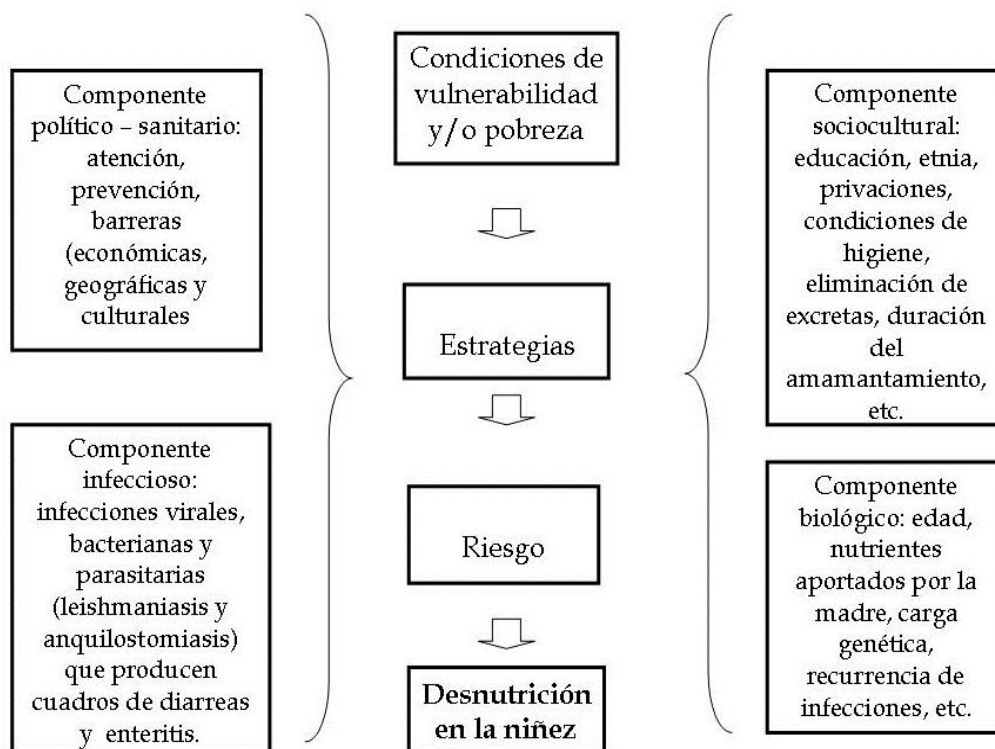 Componente
político – sanitario:
atención,
prevención,
barreras
(económicas,
geográficas y
culturales
Componente
infeccioso:
infecciones virales,
bacterianas y
parasitarias
(leishmaniasis y
anquilostomiasis)
que producen
cuadros de diarreas
y enteritis.
Condiciones de
vulnerabilidad
y/o pobreza
Estrategias
Riesgo
Desnutrición
en la niñez
Componente
sociocultural:
educación, etnia,
privaciones,
condiciones de
higiene,
eliminación de
excretas, duración
del
amamantamiento,
etc.
Componente
biológico: edad,
nutrientes
aportados por la
madre, carga
genética,
recurrencia de
infecciones, etc.